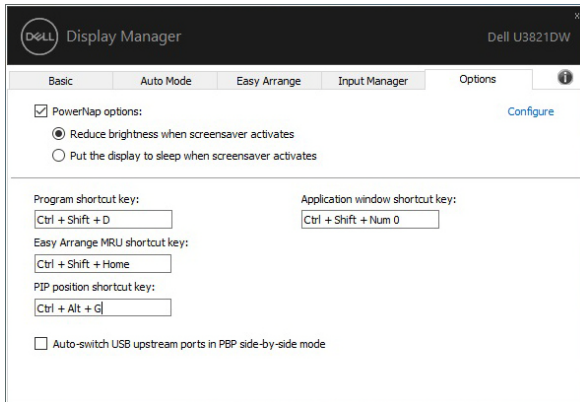 DELL Display Manager Dell U3821DW
Basic Auto Mode Easy Arrange Input Manager Options
PowerNap options: Configure
Reduce brightness when screensaver activates
Put the display to sleep when screensaver activates
Program shortcut key: Application window shortcut key:
Ctrl + Shift + D Ctrl + Shift + Num 0
Easy Arrange MRU shortcut key:
Ctrl + Shift + Home
PIP position shortcut key:
Ctrl + Alt + G
Auto-switch USB upstream ports in PBP side-by-side mode